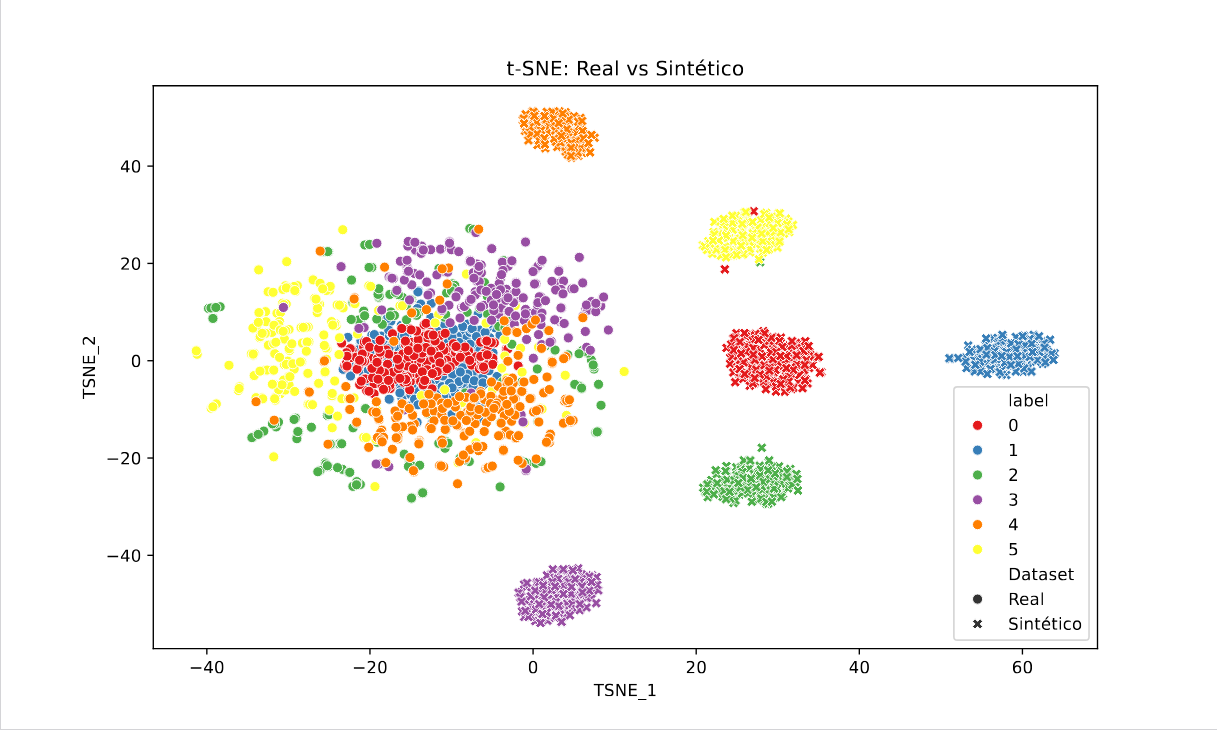 t-SNE: Real vs Sintético
40
20
0
−20
−40
TSNE_2
−40
−20
0
20
40
60
TSNE_1
label
0
1
2
3
4
5
Dataset
Real
Sintético